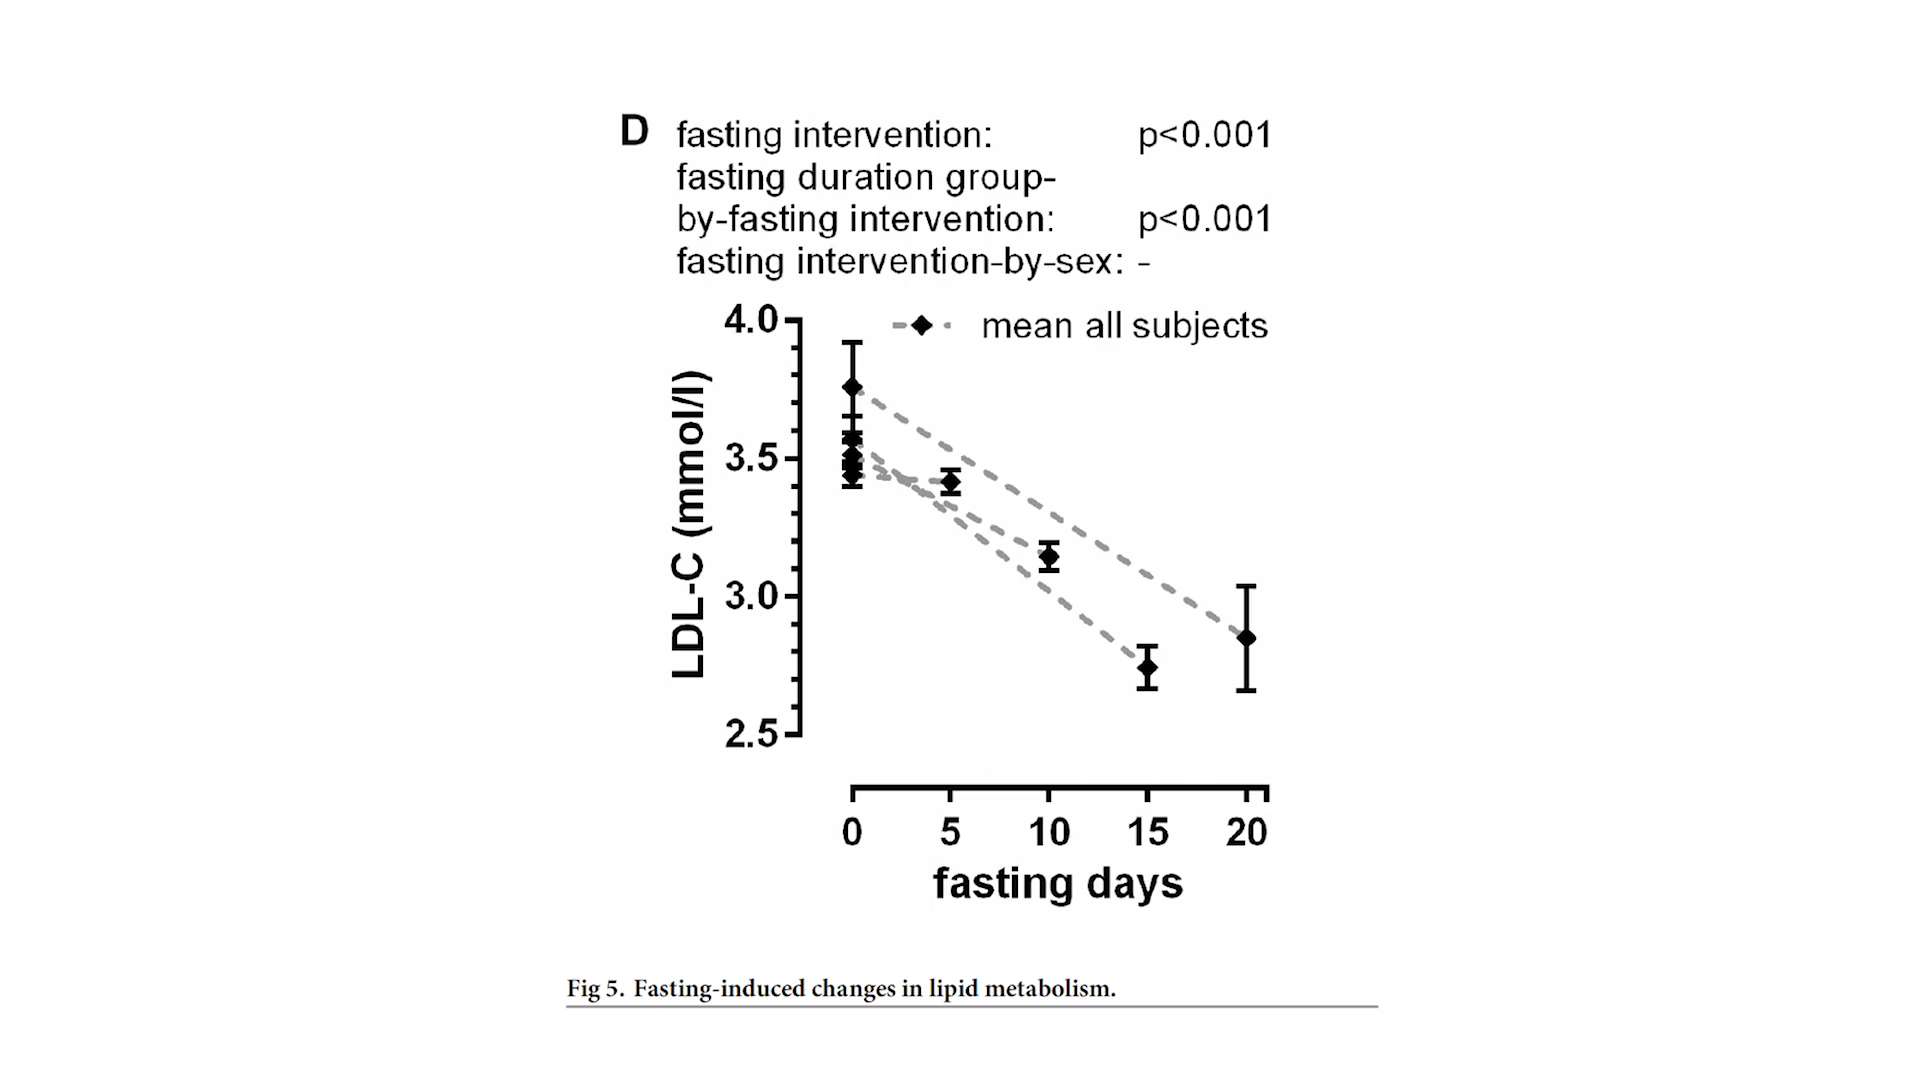 D fasting intervention: p<0.001
fasting duration group-
by-fasting intervention: p<0.001
fasting intervention-by-sex: -
mean all subjects
LDL-C (mmol/l)
4.0
3.5
3.0
2.5
0 5 10 15 20
fasting days
Fig 5. Fasting-induced changes in lipid metabolism.